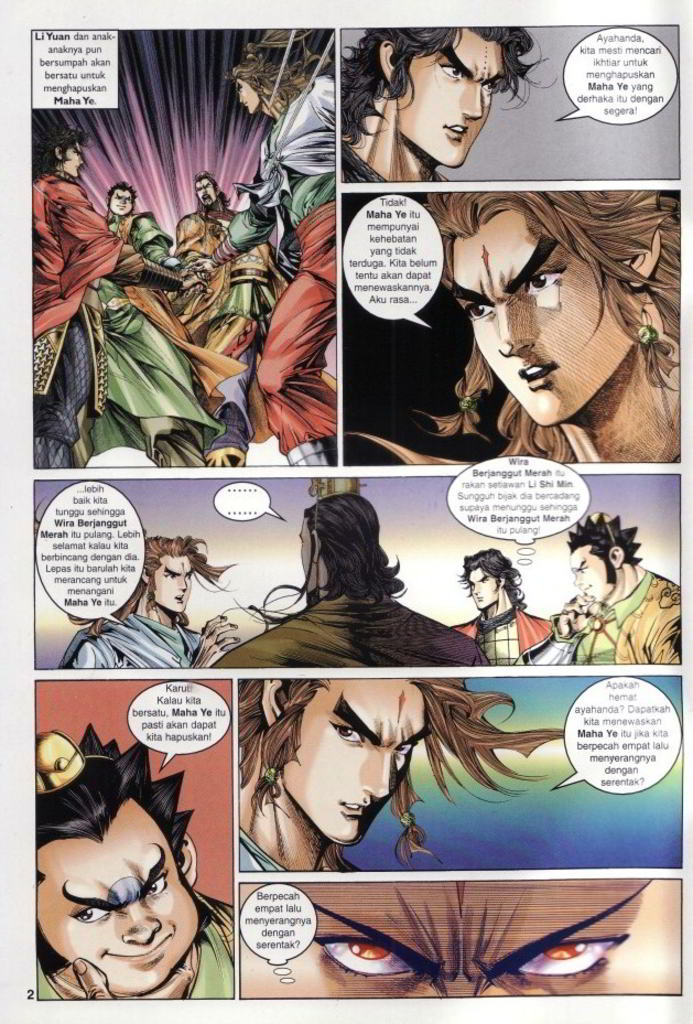 Li Yuan dan anak-
anaknya pun
bersumpah akan
bersatu untuk
menghapuskan
Maha Ye.
Ayahanda,
kita mesti mencari
ikhtiar untuk
menghapuskan
Maha Ye yang
derhaka itu dengan
segera!
Tidak!
Maha Ye itu
mempunyai
kehebatan
yang tidak
terduga. Kita belum
tentu akan dapat
menewaskannya.
Aku rasa...
...lebih
baik kita
tunggu sehingga
Wira Berjanggut
Merah itu pulang. Lebih
selamat kalau kita
berbincang dengan dia.
Lepas itu barulah kita
merancang untuk
menangani
Maha Ye itu.
......
......
Wira
Berjanggut Merah itu
rakan setiawan Li Shi Min.
Sungguh bijak dia bercadang
supaya menunggu sehingga
Wira Berjanggut Merah
itu pulang!
Karut!
Kalau kita
bersatu, Maha Ye itu
pasti akan dapat
kita hapuskan!
Apakah
hemat
ayahanda? Dapatkah
kita menewaskan
Maha Ye itu jika kita
berpecah empat lalu
menyerangnya
dengan
serentak?
Berpecah
empat lalu
menyerangnya
dengan
serentak?
2